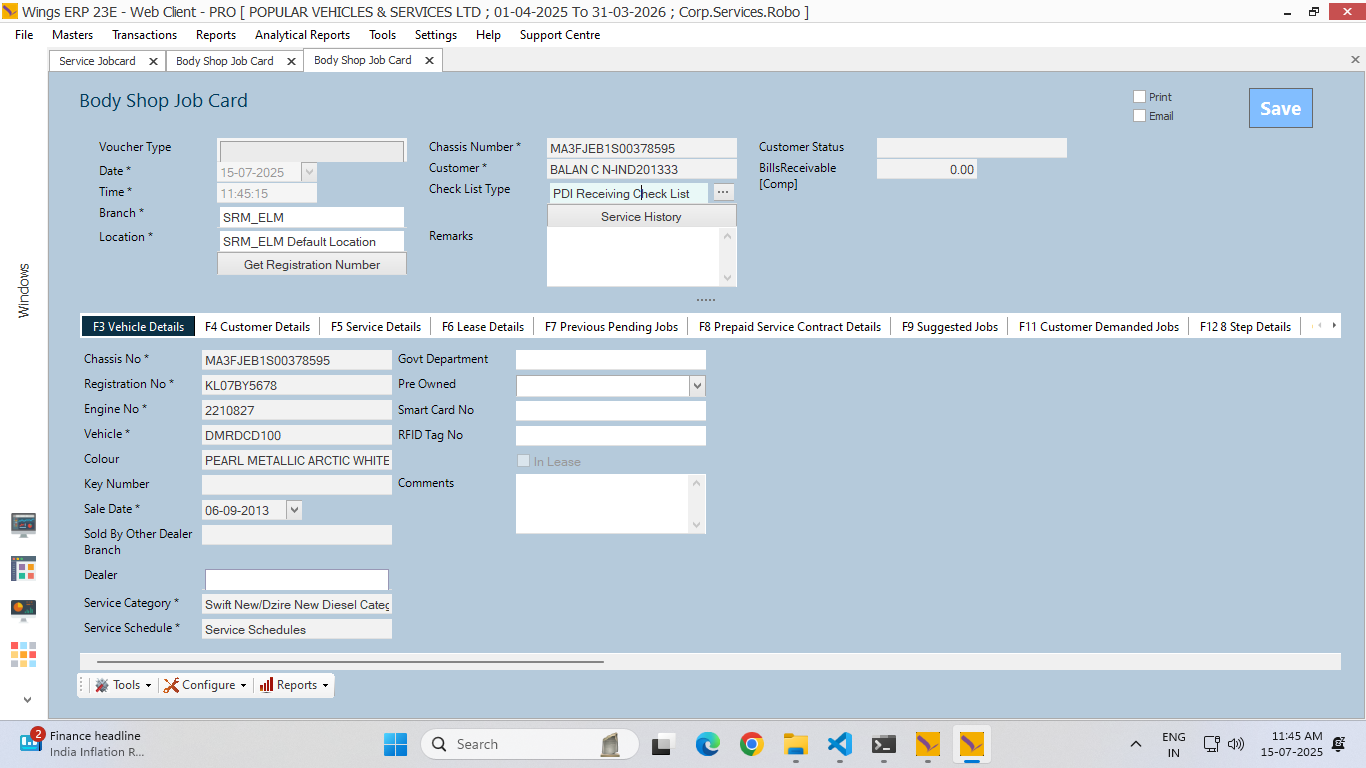 Wings ERP 23E - Web Client - PRO [ POPULAR VEHICLES & SERVICES LTD ; 01-04-2025 To 31-03-2026 ; Corp.Services.Robo ]
File Masters Transactions Reports Analytical Reports Tools Settings Help Support Centre
Service Jobcard Body Shop Job Card Body Shop Job Card
Body Shop Job Card
Print
Email
Save
Voucher Type
Date * 15-07-2025
Time * 11:45:15
Branch * SRM_ELM
Location * SRM_ELM Default Location
Get Registration Number
Chassis Number * MA3FJEB1S00378595
Customer * BALAN C N-IND201333
Check List Type PDI Receiving Check List ...
Service History
Remarks
Customer Status
BillsReceivable 0.00
[Comp]
Windows
F3 Vehicle Details F4 Customer Details F5 Service Details F6 Lease Details F7 Previous Pending Jobs F8 Prepaid Service Contract Details F9 Suggested Jobs F11 Customer Demanded Jobs F12 8 Step Details
Chassis No * MA3FJEB1S00378595
Registration No * KL07BY5678
Engine No * 2210827
Vehicle * DMRDCD100
Colour PEARL METALLIC ARCTIC WHITE
Key Number
Sale Date * 06-09-2013
Sold By Other Dealer
Branch
Dealer
Service Category * Swift New/Dzire New Diesel Categ
Service Schedule * Service Schedules
Govt Department
Pre Owned
Smart Card No
RFID Tag No
In Lease
Comments
Tools Configure Reports
2
Finance headline
India Inflation R...
Search
ENG
IN
11:45 AM
15-07-2025